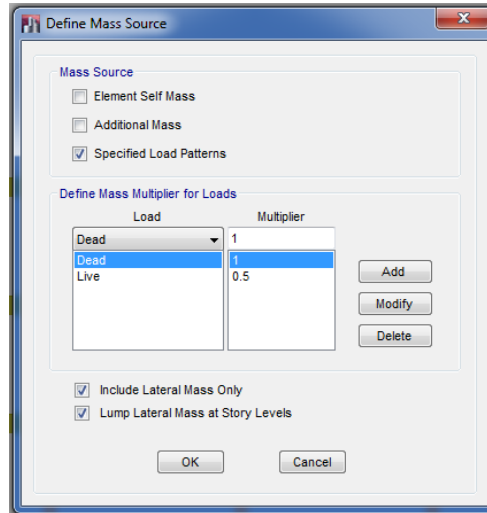 Define Mass Source
Mass Source
Element Self Mass
Additional Mass
Specified Load Patterns
Define Mass Multiplier for Loads
Load Multiplier
Dead 1
Dead 1
Live 0.5
Add
Modify
Delete
Include Lateral Mass Only
Lump Lateral Mass at Story Levels
OK Cancel